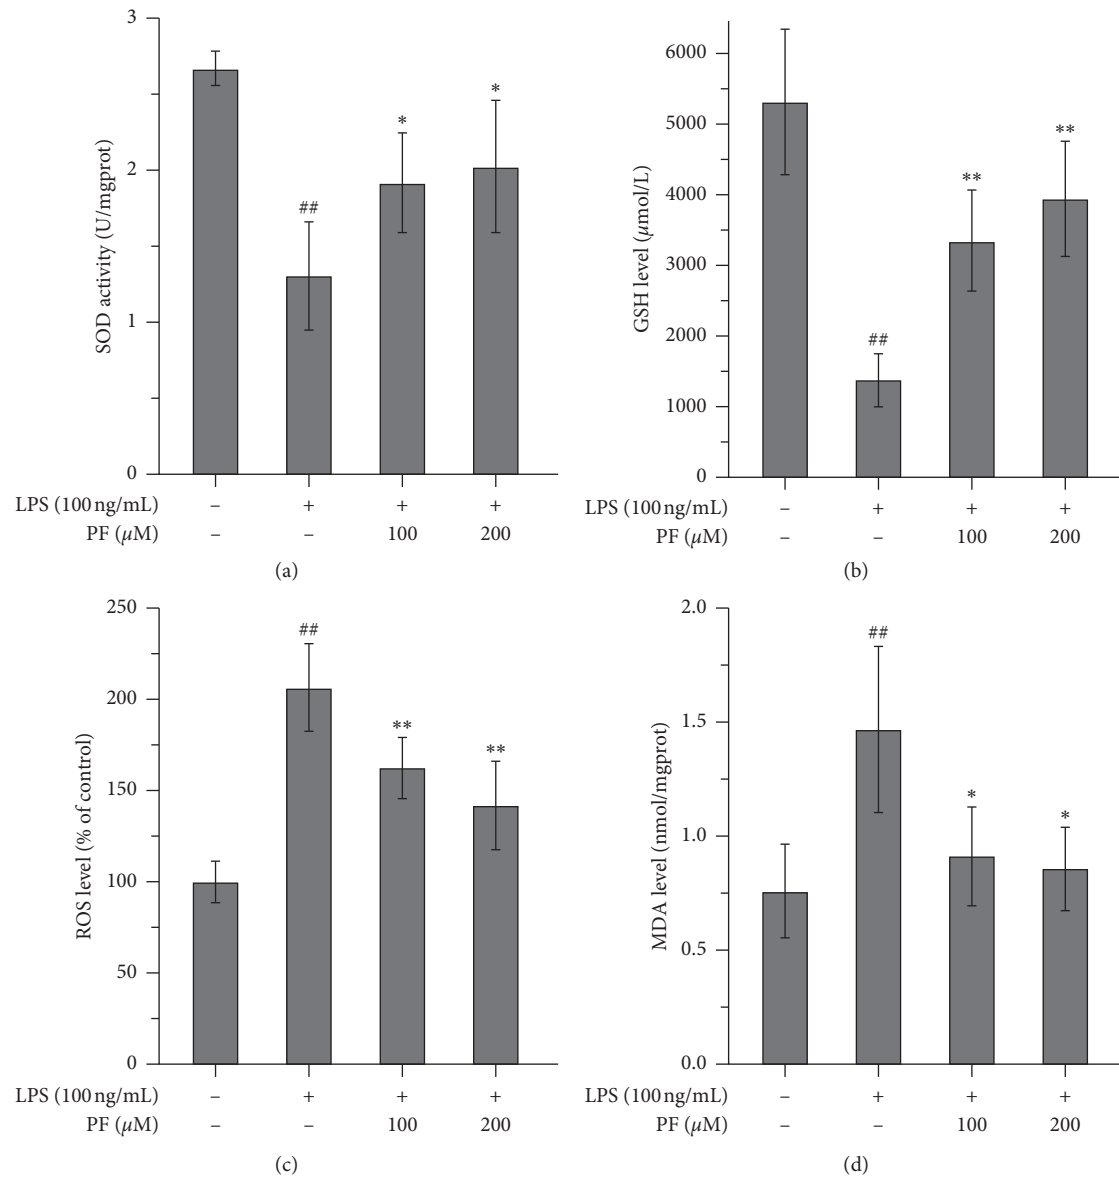 3
2
1
0
SOD activity (U/mgprot)
##
*
*
LPS (100 ng/mL) – + + +
PF (μM) – – 100 200
(a)
6000
5000
4000
3000
2000
1000
0
GSH level (μmol/L)
##
**
**
LPS (100 ng/mL) – + + +
PF (μM) – – 100 200
(b)
250
200
150
100
50
0
ROS level (% of control)
##
**
**
LPS (100 ng/mL) – + + +
PF (μM) – – 100 200
(c)
2.0
1.5
1.0
0.5
0.0
MDA level (nmol/mgprot)
##
*
*
LPS (100 ng/mL) – + + +
PF (μM) – – 100 200
(d)